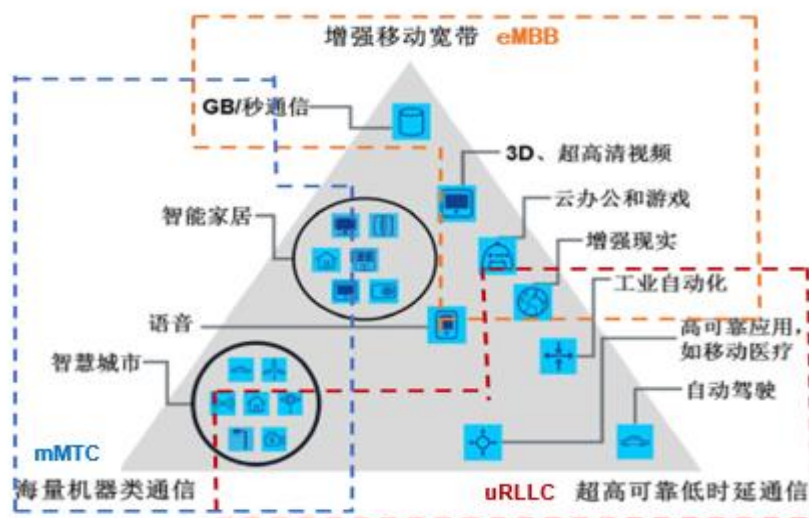 增强移动宽带 eMBB
GB/秒通信
3D、超高清视频
云办公和游戏
智能家居
增强现实
工业自动化
语音
高可靠应用,
如移动医疗
智慧城市
自动驾驶
mMTC
海量机器类通信
uRLLC 超高可靠低时延通信